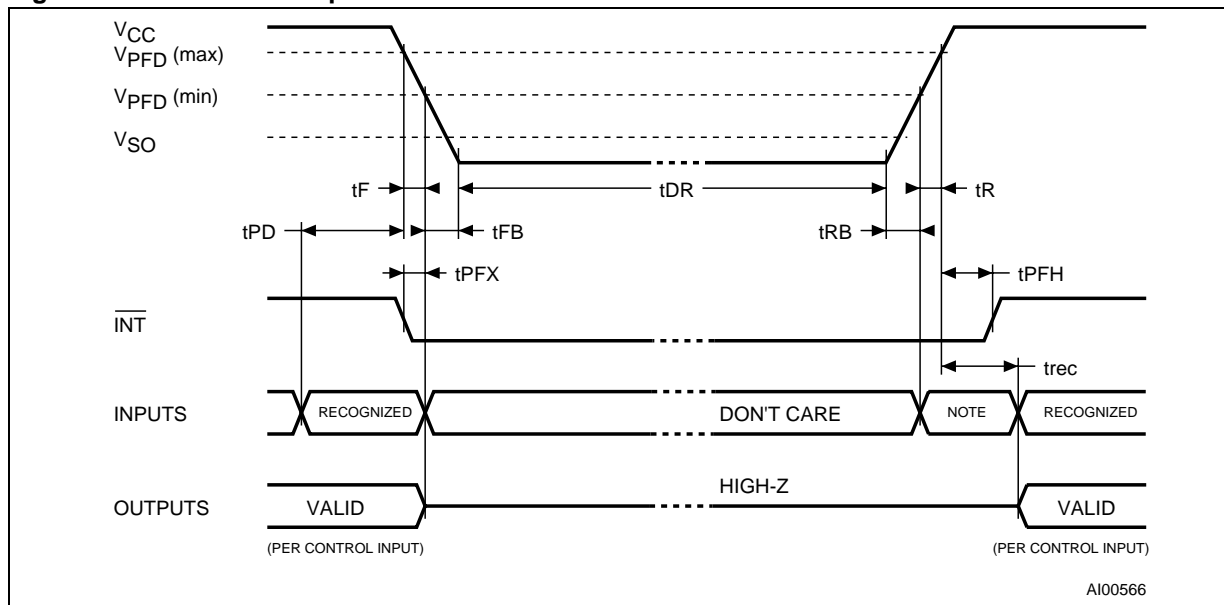 VCC
VPFD (max)
VPFD (min)
VSO
tF
tDR
tR
tPD
tFB
tRB
tPFX
tPFH
INT
trec
INPUTS
RECOGNIZED
DON'T CARE
NOTE
RECOGNIZED
HIGH-Z
OUTPUTS
VALID
VALID
(PER CONTROL INPUT)
(PER CONTROL INPUT)
AI00566